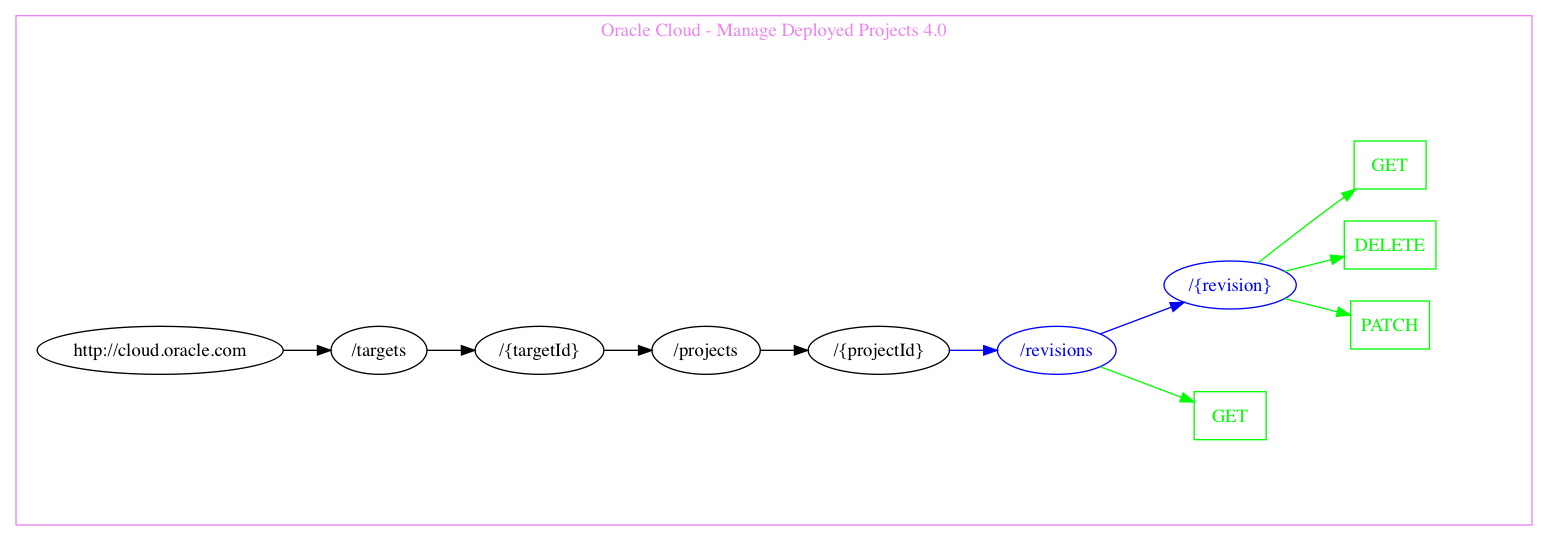 Oracle Cloud - Manage Deployed Projects 4.0
http://cloud.oracle.com
/targets
/{targetId}
/projects
/{projectId}
/revisions
/{revision}
GET
DELETE
PATCH
GET